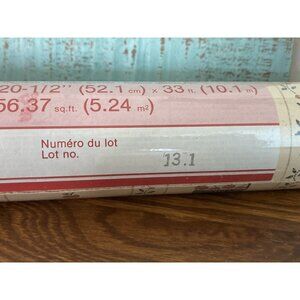 20-1/2" (52.1 cm) x 33 ft. (10.1 m)
56.37 sq.ft. (5.24 m²)
Numéro du lot
Lot no. 13.1